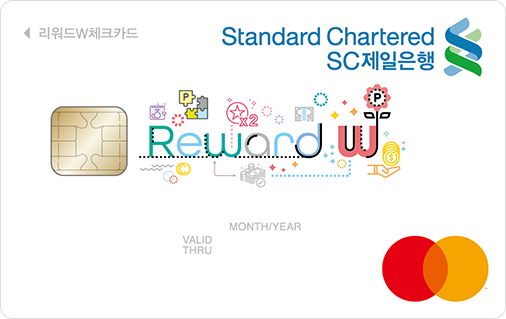 리워드W체크카드
Standard Chartered
SC제일은행
P
x2
P
Reward W
MONTH/YEAR
VALID
THRU